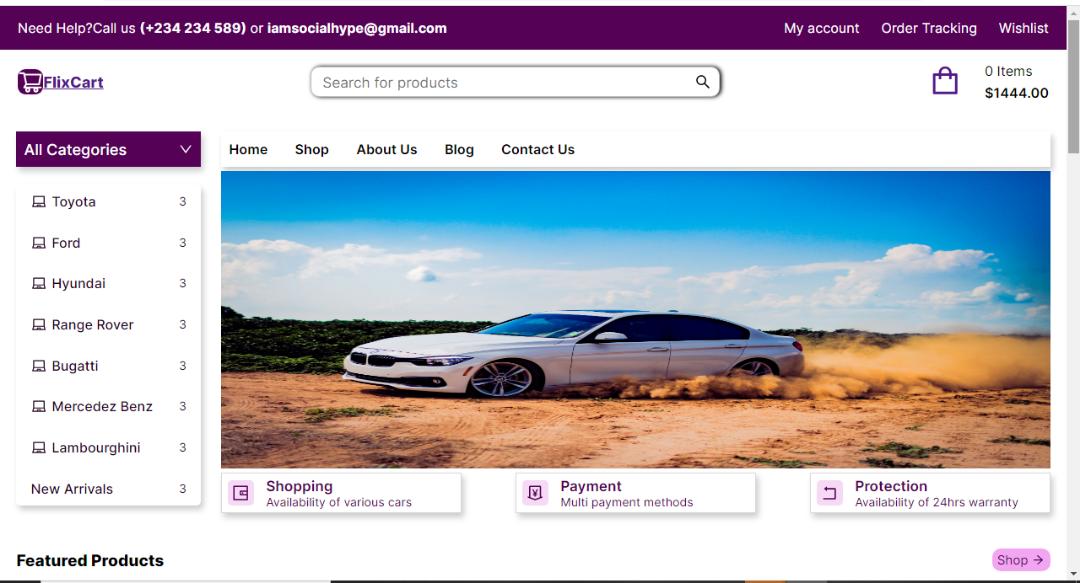 Need Help?Call us (+234 234 589) or iamsocialhype@gmail.com
My account Order Tracking Wishlist
FlixCart
Search for products
0 Items
$1444.00
All Categories
Home Shop About Us Blog Contact Us
Toyota 3
Ford 3
Hyundai 3
Range Rover 3
Bugatti 3
Mercedez Benz 3
Lambourghini 3
New Arrivals 3
Shopping
Availability of various cars
Payment
Multi payment methods
Protection
Availability of 24hrs warranty
Featured Products
Shop →